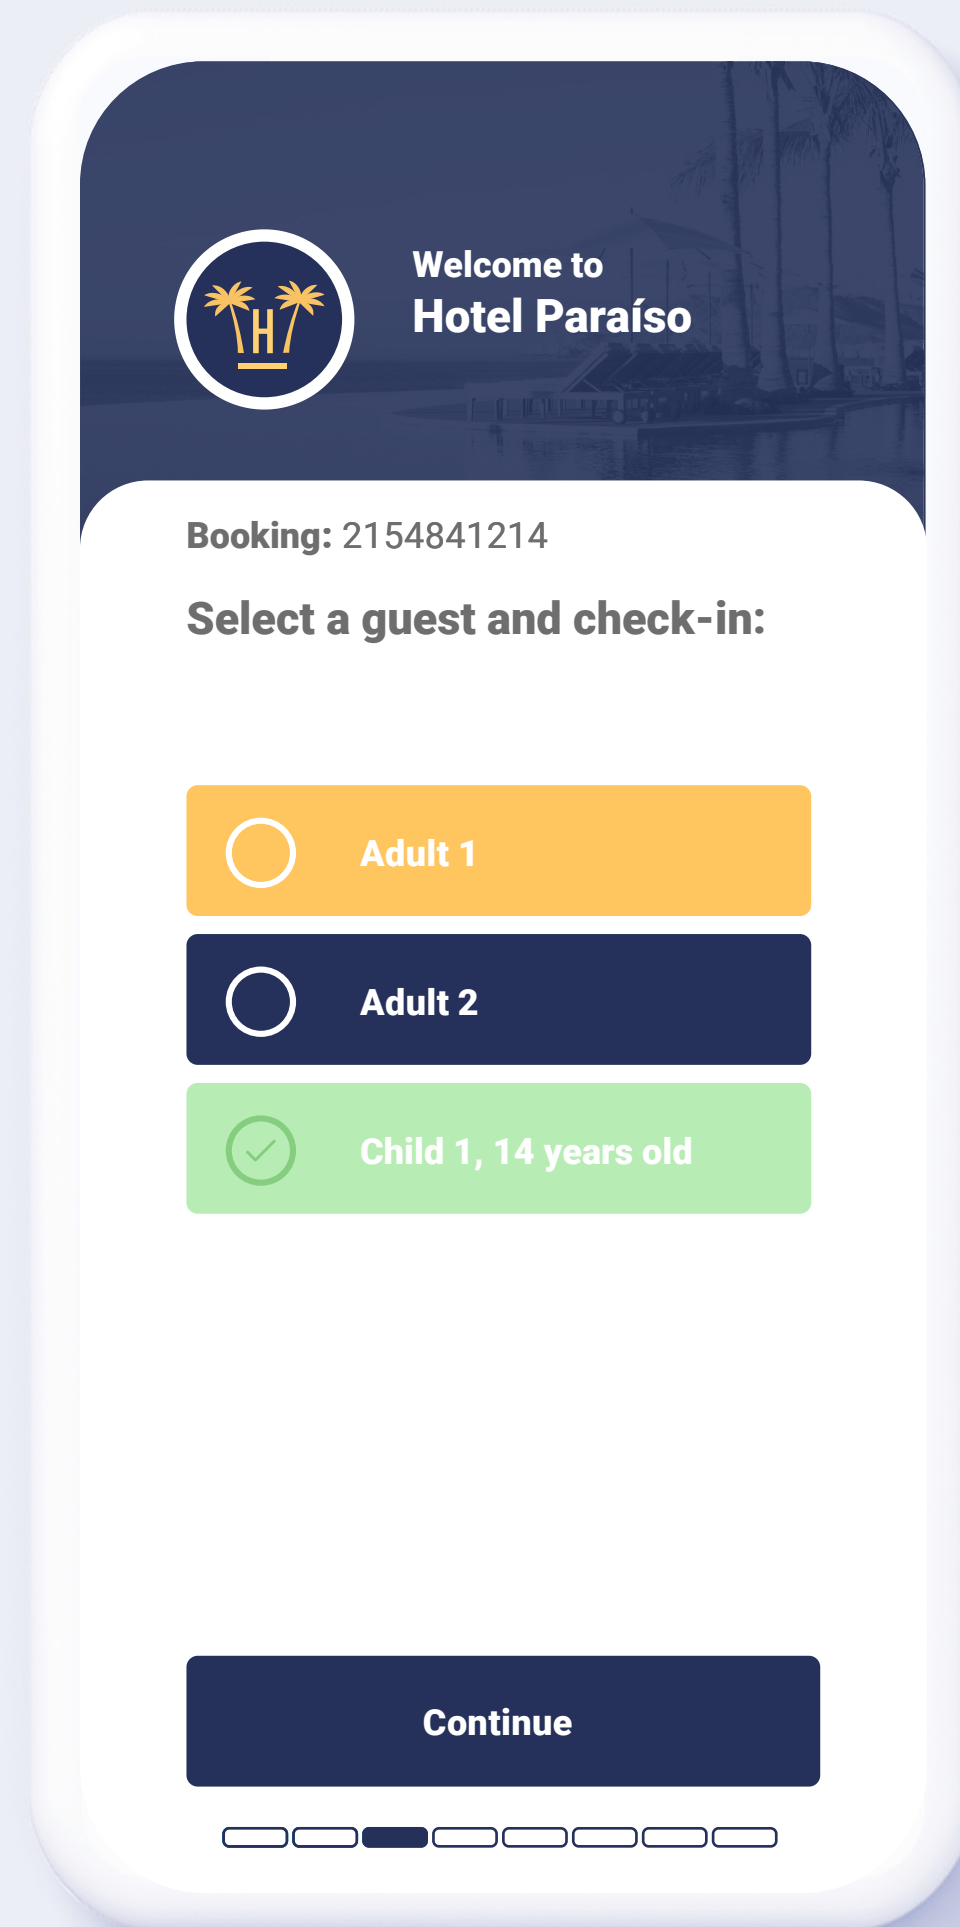 Welcome to
Hotel Paraíso
H
Booking: 2154841214
Select a guest and check-in:
Adult 1
Adult 2
Child 1, 14 years old
Continue